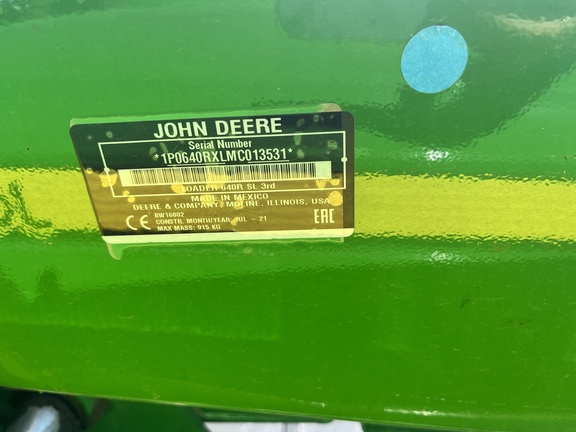 JOHN DEERE
Serial Number
*1P0640RXLMC013531*
LOADER 640R SL 3rd
MADE IN MEXICO
DEERE & COMPANY MOLINE, ILLINOIS, USA
BW16802
CONSTR. MONTH/YEAR: JUL - 21
MAX MASS: 915 KG
CE
EAC